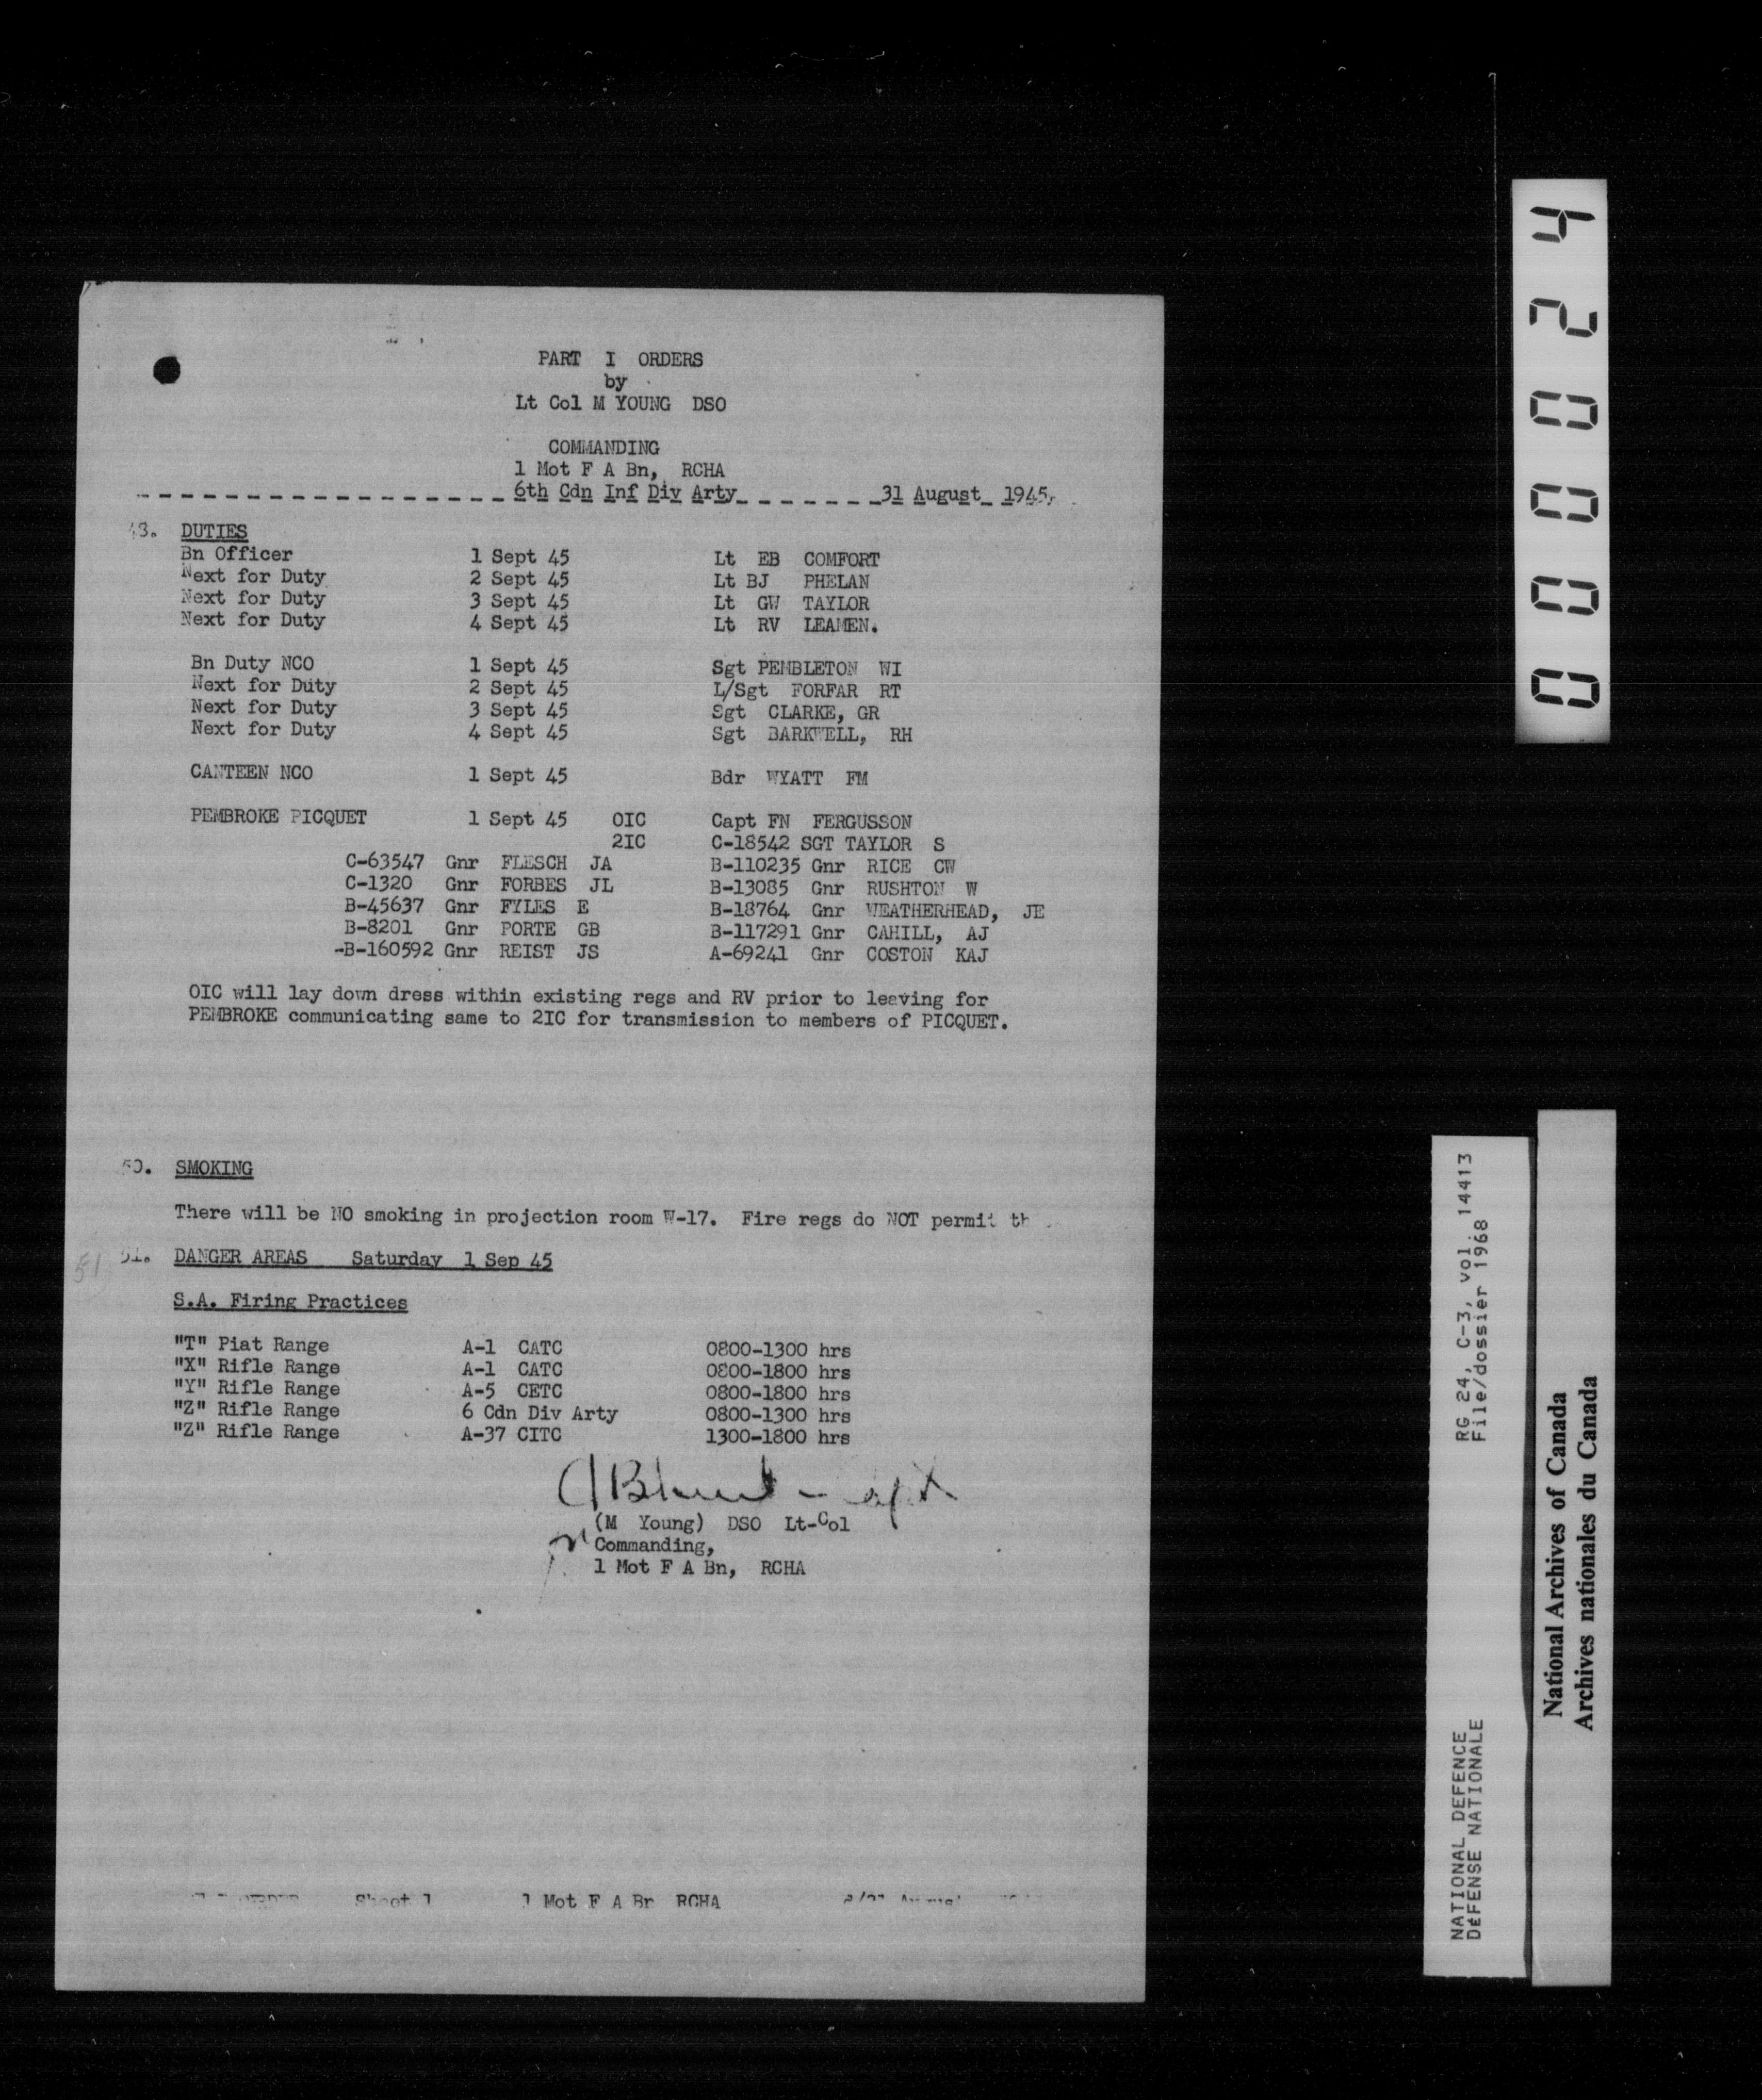 PART I ORDERS
by
Lt Col M YOUNG DSO
COMMANDING
1 Mot F A Bn, RCHA
6th Cdn Inf Div Arty 31 August 1945.
48. DUTIES
Bn Officer 1 Sept 45 Lt EB COMFORT
Next for Duty 2 Sept 45 Lt BJ PHELAN
Next for Duty 3 Sept 45 Lt GW TAYLOR
Next for Duty 4 Sept 45 Lt RV LEAMEN.
Bn Duty NCO 1 Sept 45 Sgt PEMBLETON WI
Next for Duty 2 Sept 45 L/Sgt FORFAR RT
Next for Duty 3 Sept 45 Sgt CLARKE, GR
Next for Duty 4 Sept 45 Sgt BARKWELL, RH
CANTEEN NCO 1 Sept 45 Bdr WYATT FM
PEMBROKE PICQUET 1 Sept 45 OIC Capt FN FERGUSSON
2IC C-18542 SGT TAYLOR S
C-63547 Gnr FLESCH JA B-110235 Gnr RICE CW
C-1320 Gnr FORBES JL B-13085 Gnr RUSHTON W
B-45637 Gnr FYLES E B-18764 Gnr WEATHERHEAD, JE
B-8201 Gnr PORTE GB B-117291 Gnr CAHILL, AJ
-B-160592 Gnr REIST JS A-69241 Gnr COSTON KAJ
OIC will lay down dress within existing regs and RV prior to leaving for
PEMBROKE communicating same to 2IC for transmission to members of PICQUET.
50. SMOKING
There will be NO smoking in projection room W-17. Fire regs do NOT permit
51 51. DANGER AREAS Saturday 1 Sep 45
S.A. Firing Practices
"T" Piat Range A-1 CATC 0800-1300 hrs
"X" Rifle Range A-1 CATC 0800-1800 hrs
"Y" Rifle Range A-5 CETC 0800-1800 hrs
"Z" Rifle Range 6 Cdn Div Arty 0800-1300 hrs
"Z" Rifle Range A-37 CITC 1300-1800 hrs
(M Young) DSO Lt-Col
Commanding,
1 Mot F A Bn, RCHA
Sheet 1 1 Mot F A Bn RCHA
000024
RG 24, C-3, vol. 14413
File/dossier 1968
NATIONAL DEFENCE
DÉFENSE NATIONALE
National Archives of Canada
Archives nationales du Canada